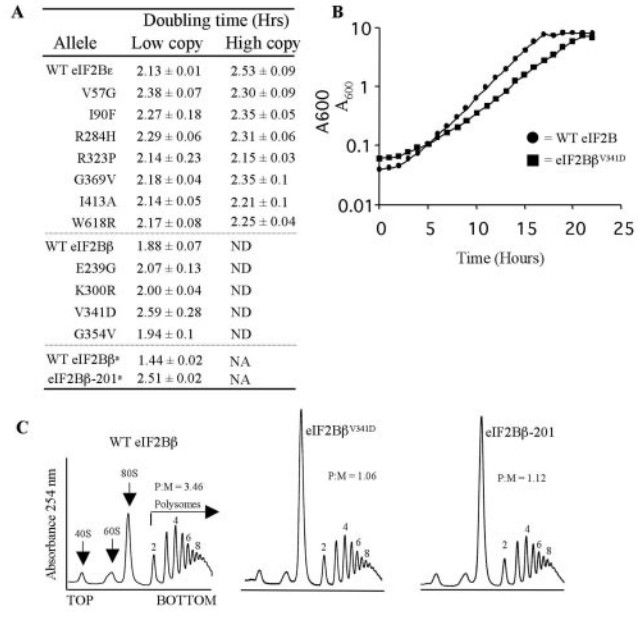 A
Doubling time (Hrs)
Allele Low copy High copy
WT eIF2Bε 2.13 ± 0.01 2.53 ± 0.09
V57G 2.38 ± 0.07 2.30 ± 0.09
I90F 2.27 ± 0.18 2.35 ± 0.05
R284H 2.29 ± 0.06 2.31 ± 0.06
R323P 2.14 ± 0.23 2.15 ± 0.03
G369V 2.18 ± 0.04 2.35 ± 0.1
I413A 2.14 ± 0.05 2.21 ± 0.1
W618R 2.17 ± 0.08 2.25 ± 0.04
WT eIF2Bβ 1.88 ± 0.07 ND
E239G 2.07 ± 0.13 ND
K300R 2.00 ± 0.04 ND
V341D 2.59 ± 0.28 ND
G354V 1.94 ± 0.1 ND
WT eIF2Bβ* 1.44 ± 0.02 NA
eIF2Bβ-201* 2.51 ± 0.02 NA
B
10
1
0.1
0.01
A600
A600
= WT eIF2B
= eIF2BβV341D
0 5 10 15 20 25
Time (Hours)
C
WT eIF2Bβ
Absorbance 254 nm
40S
60S
80S
P:M = 3.46
Polysomes
2 4 6 8
TOP BOTTOM
eIF2BβV341D
P:M = 1.06
2 4 6 8
eIF2Bβ-201
P:M = 1.12
2 4 6 8